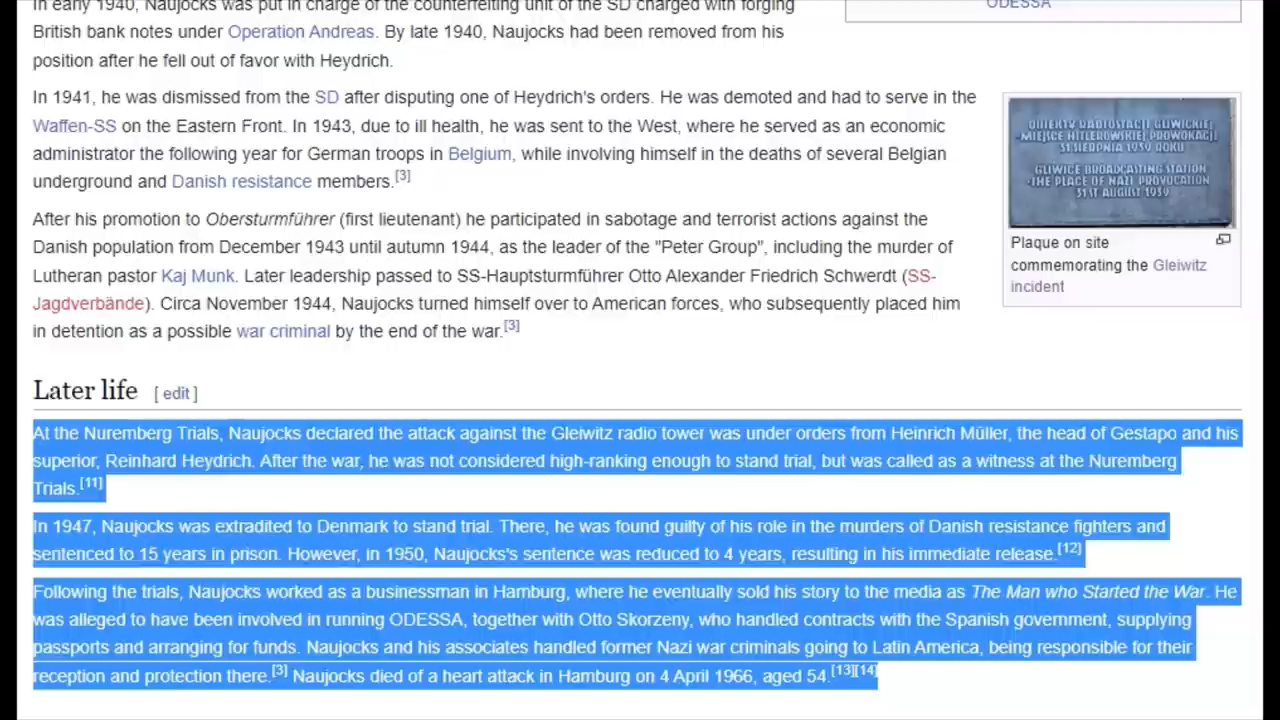 In early 1940, Naujocks was put in charge of the counterfeiting unit of the SD charged with forging
British bank notes under Operation Andreas. By late 1940, Naujocks had been removed from his
position after he fell out of favor with Heydrich.
ODESSA
In 1941, he was dismissed from the SD after disputing one of Heydrich's orders. He was demoted and had to serve in the
Waffen-SS on the Eastern Front. In 1943, due to ill health, he was sent to the West, where he served as an economic
administrator the following year for German troops in Belgium, while involving himself in the deaths of several Belgian
underground and Danish resistance members.[3]
After his promotion to Obersturmführer (first lieutenant) he participated in sabotage and terrorist actions against the
Danish population from December 1943 until autumn 1944, as the leader of the "Peter Group", including the murder of
Lutheran pastor Kaj Munk. Later leadership passed to SS-Hauptsturmführer Otto Alexander Friedrich Schwerdt (SS-
Jagdverbände). Circa November 1944, Naujocks turned himself over to American forces, who subsequently placed him
in detention as a possible war criminal by the end of the war.[3]
OBIEKTY RADIOSTACJI GLIWICKIEJ
-MIEJSCE HITLEROWSKIEJ PROWOKACJI
31 SIERPNIA 1939 ROKU
GLIWICE BROADCASTING STATION
-THE PLACE OF NAZI PROVOCATION
31ST AUGUST 1939
Plaque on site
commemorating the Gleiwitz
incident
Later life [ edit ]
At the Nuremberg Trials, Naujocks declared the attack against the Gleiwitz radio tower was under orders from Heinrich Müller, the head of Gestapo and his
superior, Reinhard Heydrich. After the war, he was not considered high-ranking enough to stand trial, but was called as a witness at the Nuremberg
Trials.[11]
In 1947, Naujocks was extradited to Denmark to stand trial. There, he was found guilty of his role in the murders of Danish resistance fighters and
sentenced to 15 years in prison. However, in 1950, Naujocks's sentence was reduced to 4 years, resulting in his immediate release.[12]
Following the trials, Naujocks worked as a businessman in Hamburg, where he eventually sold his story to the media as The Man who Started the War. He
was alleged to have been involved in running ODESSA, together with Otto Skorzeny, who handled contracts with the Spanish government, supplying
passports and arranging for funds. Naujocks and his associates handled former Nazi war criminals going to Latin America, being responsible for their
reception and protection there.[3] Naujocks died of a heart attack in Hamburg on 4 April 1966, aged 54.[13][14]